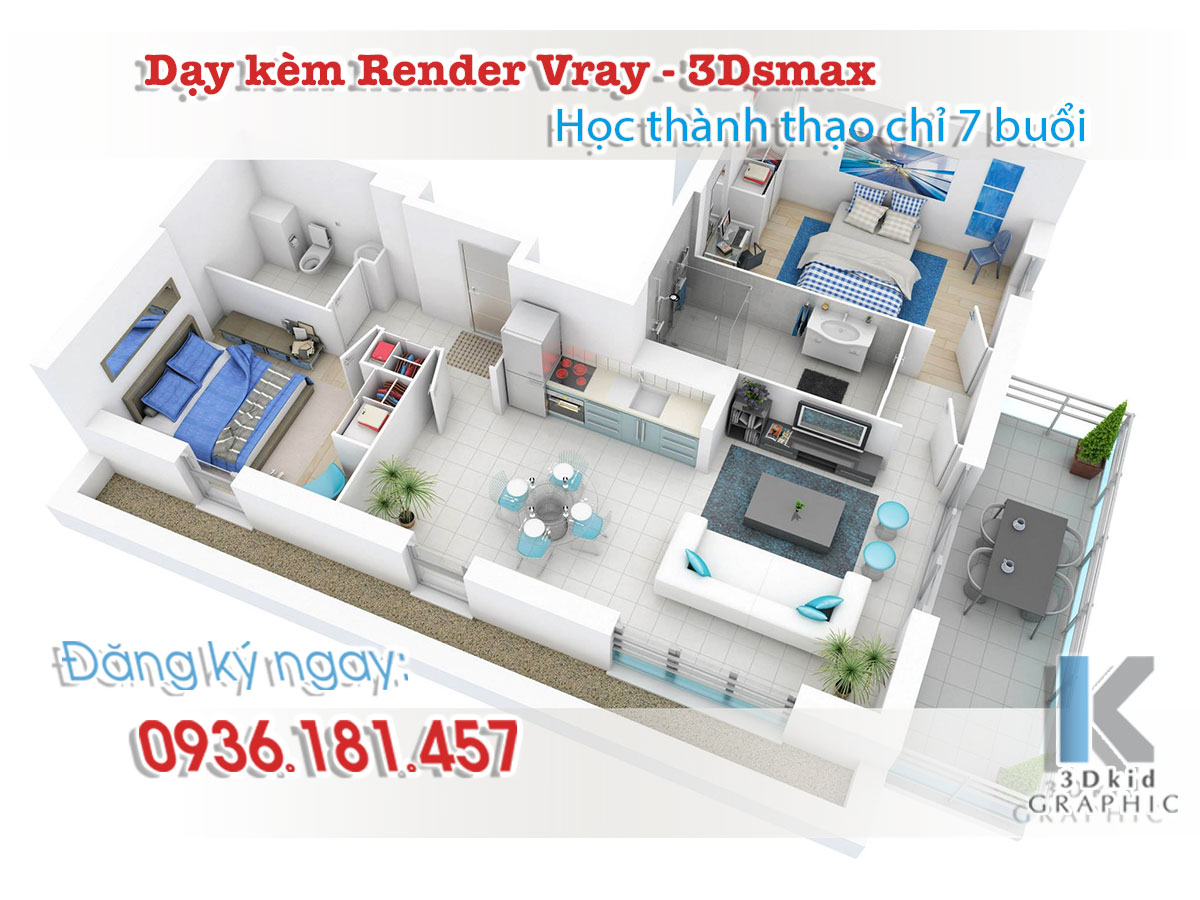 Dạy kèm Render Vray - 3Dsmax
Học thành thạo chỉ 7 buổi
Đăng ký ngay:
0936.181.457
K
3Dkid
GRAPHIC